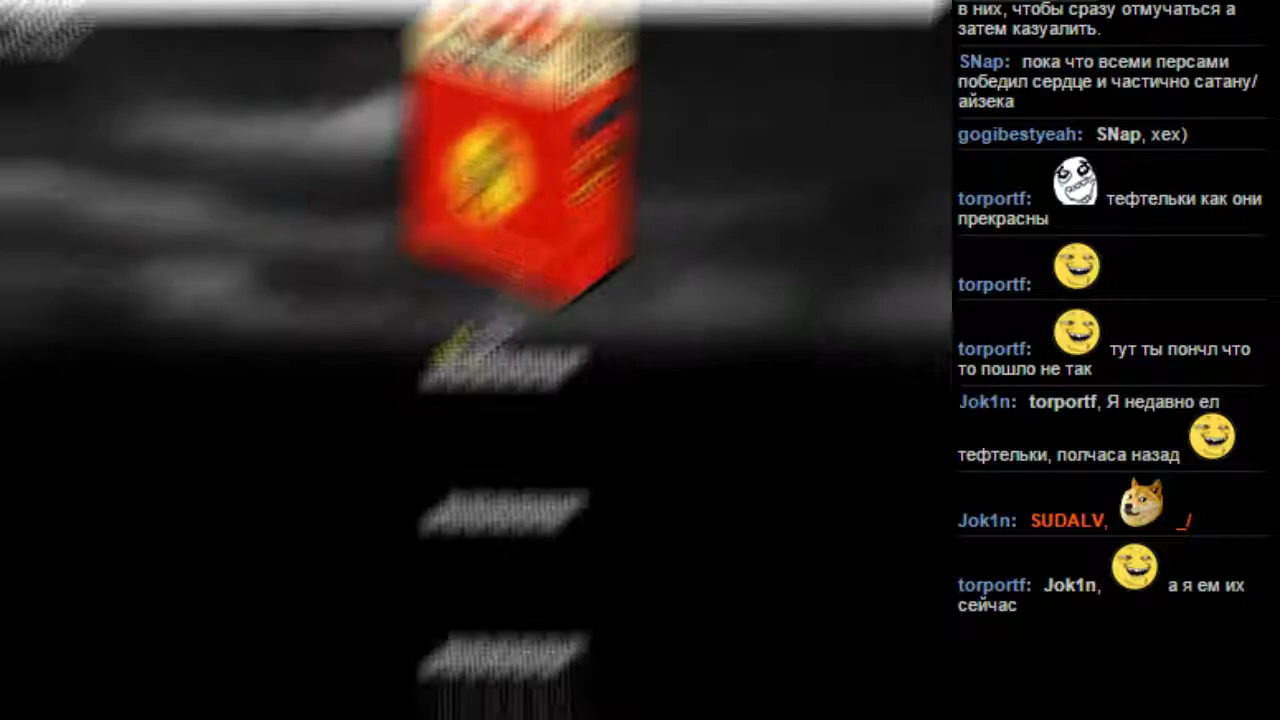 в них, чтобы сразу отмучаться а
затем казуалить.
SNap: пока что всеми персами
победил сердце и частично сатану/
айзека
gogibestyeah: SNap, хех)
torportf: тефтельки как они
прекрасны
torportf:
torportf: тут ты пончл что
то пошло не так
Jok1n: torportf, Я недавно ел
тефтельки, полчаса назад
Jok1n: SUDALV, _/
torportf: Jok1n, а я ем их
сейчас